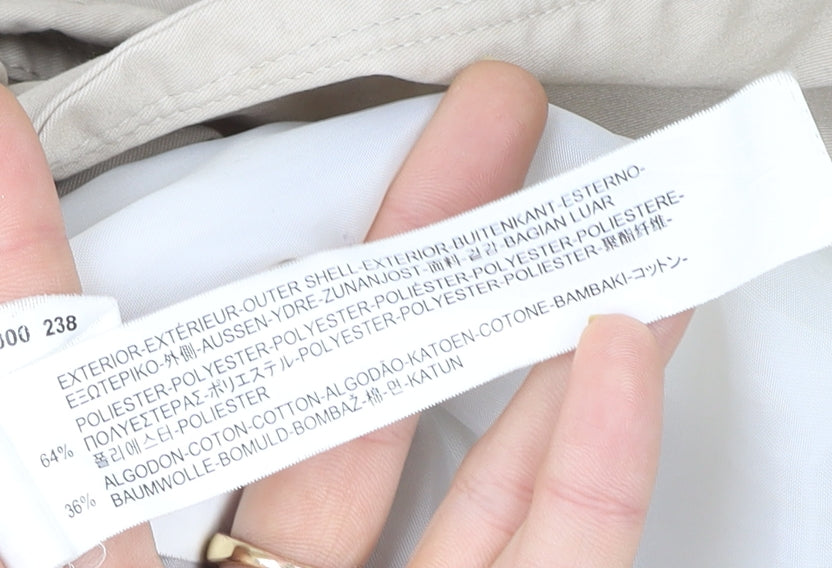 000 238
EXTERIOR-EXTÉRIEUR-OUTER SHELL-EXTERIOR-BUITENKANT-ESTERNO-
ΕΞΩΤΕΡΙΚΟ-外側-AUSSEN-YDRE-ZUNANJOST-面料-겉감-BAGIAN LUAR
64% POLIESTER-POLYESTER-POLYESTER-POLIÉSTER-POLYESTER-POLIESTERE-
ΠΟΛΥΕΣΤΕΡΑΣ-ポリエステル-POLYESTER-POLYESTER-POLIESTER-聚酯纤维-
폴리에스터-POLIESTER
36% ALGODON-COTON-COTTON-ALGODÃO-KATOEN-COTONE-BAMBAKI-コットン-
BAUMWOLLE-BOMULD-BOMBAŽ-棉-면-KATUN